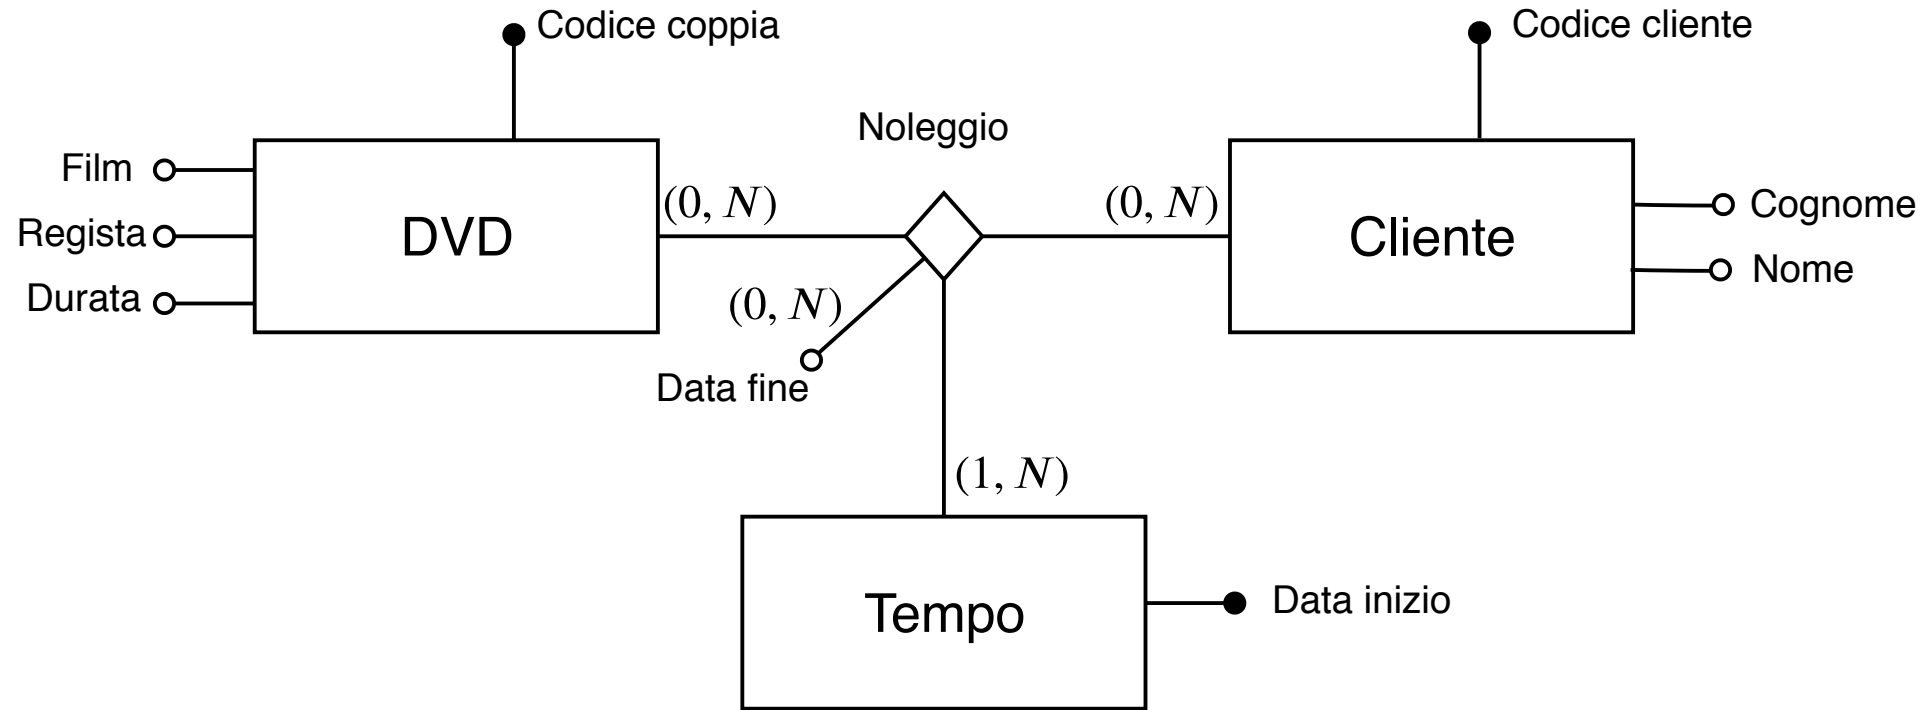 Codice coppia
Codice cliente
Noleggio
Film
Regista
Durata
DVD
(0, N)
(0, N)
Cliente
Cognome
Nome
(0, N)
Data fine
(1, N)
Tempo
Data inizio